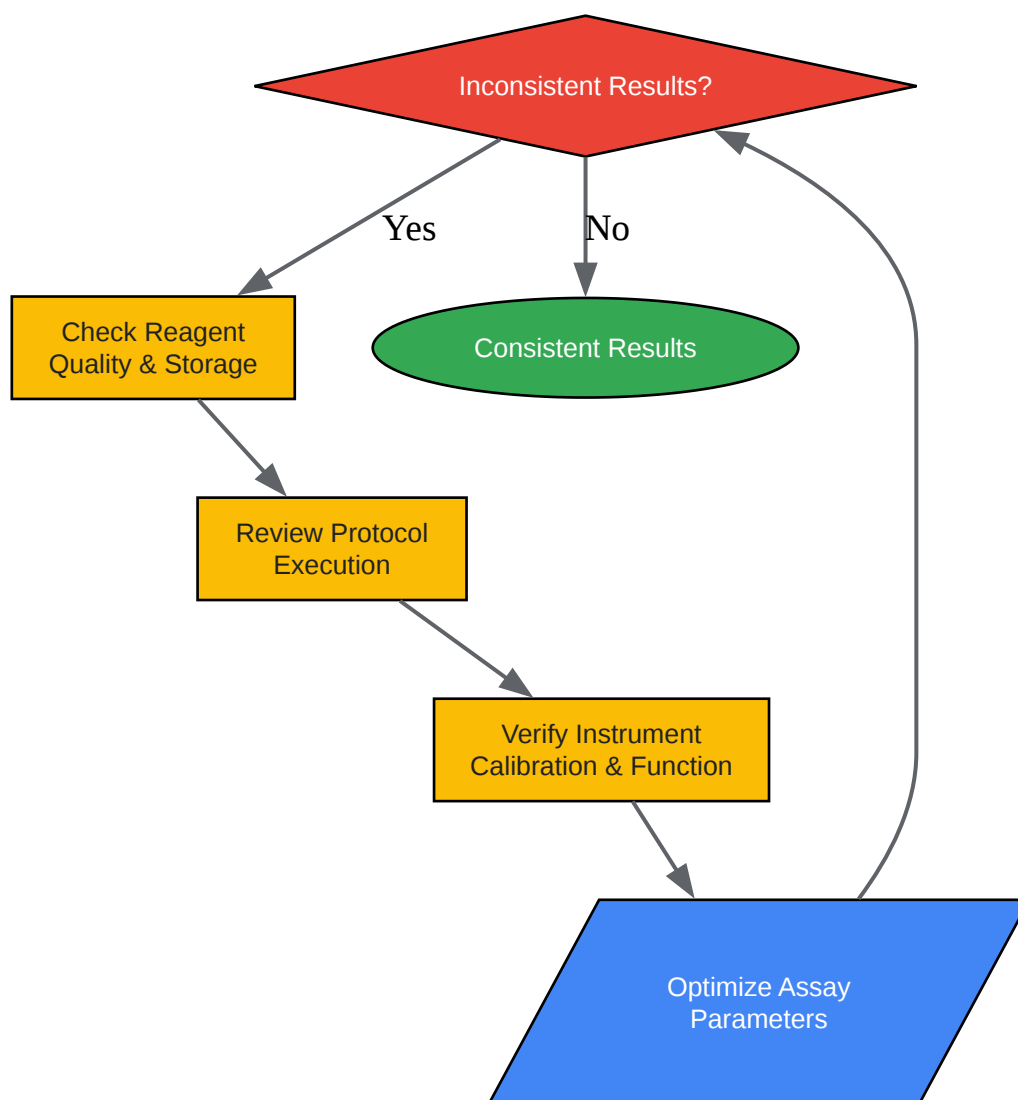 Inconsistent Results?
Yes
No
Check Reagent
Quality & Storage
Consistent Results
Review Protocol
Execution
Verify Instrument
Calibration & Function
Optimize Assay
Parameters